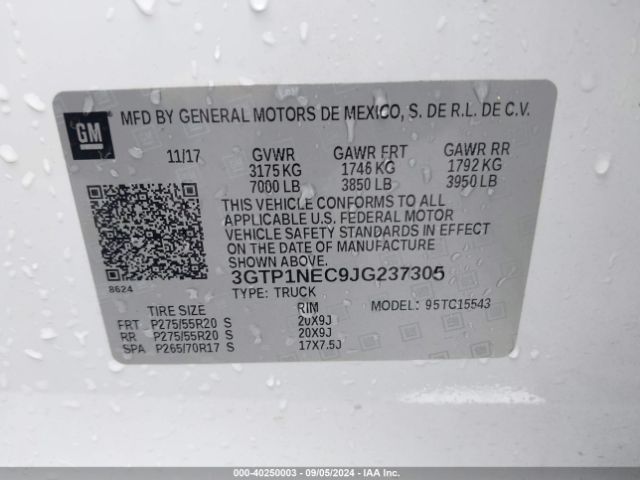 GM
MFD BY GENERAL MOTORS DE MEXICO, S. DE R.L. DE C.V.
11/17 GVWR GAWR FRT GAWR RR
3175 KG 1746 KG 1792 KG
7000 LB 3850 LB 3950 LB
THIS VEHICLE CONFORMS TO ALL
APPLICABLE U.S. FEDERAL MOTOR
VEHICLE SAFETY STANDARDS IN EFFECT
ON THE DATE OF MANUFACTURE
SHOWN ABOVE.
3GTP1NEC9JG237305
8624
TYPE: TRUCK
TIRE SIZE RIM MODEL: 95TC15543
FRT P275/55R20 S 20X9J
RR P275/55R20 S 20X9J
SPA P265/70R17 S 17X7.5J
000-40250003 - 09/05/2024 - IAAI.COM